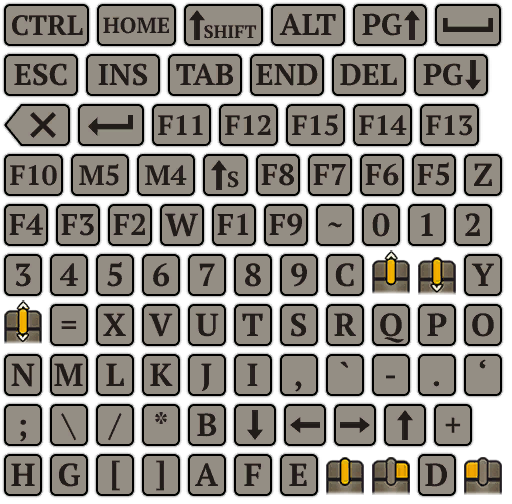 CTRL HOME ↑SHIFT ALT PG↑
ESC INS TAB END DEL PG↓
F11 F12 F15 F14 F13
F10 M5 M4 ↑S F8 F7 F6 F5 Z
F4 F3 F2 W F1 F9 ~ 0 1 2
3 4 5 6 7 8 9 C Y
= X V U T S R Q P O
N M L K J I , ` - . ‘
; \ / * B ↓ ← → ↑ +
H G [ ] A F E D